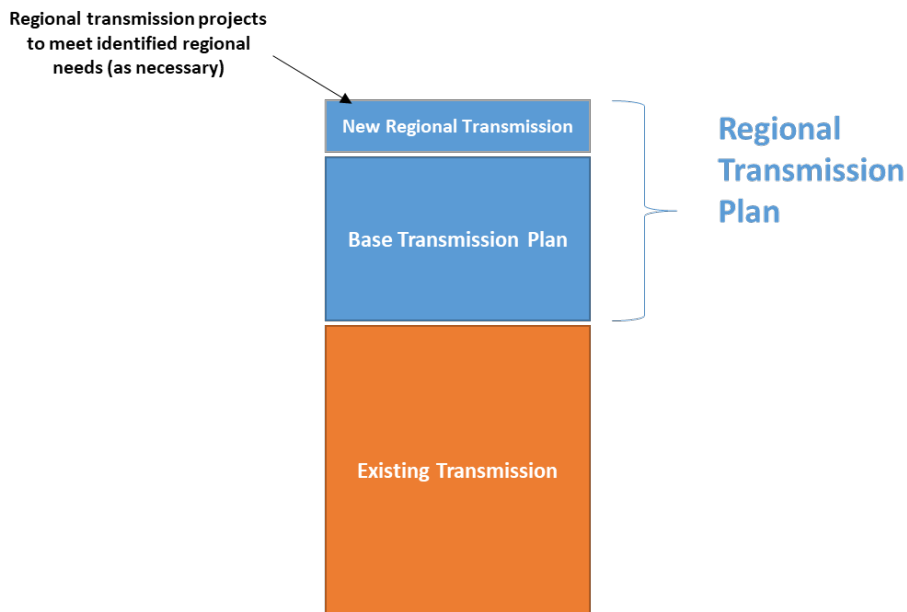 Regional transmission projects
to meet identified regional
needs (as necessary)
New Regional Transmission
Base Transmission Plan
Regional
Transmission
Plan
Existing Transmission